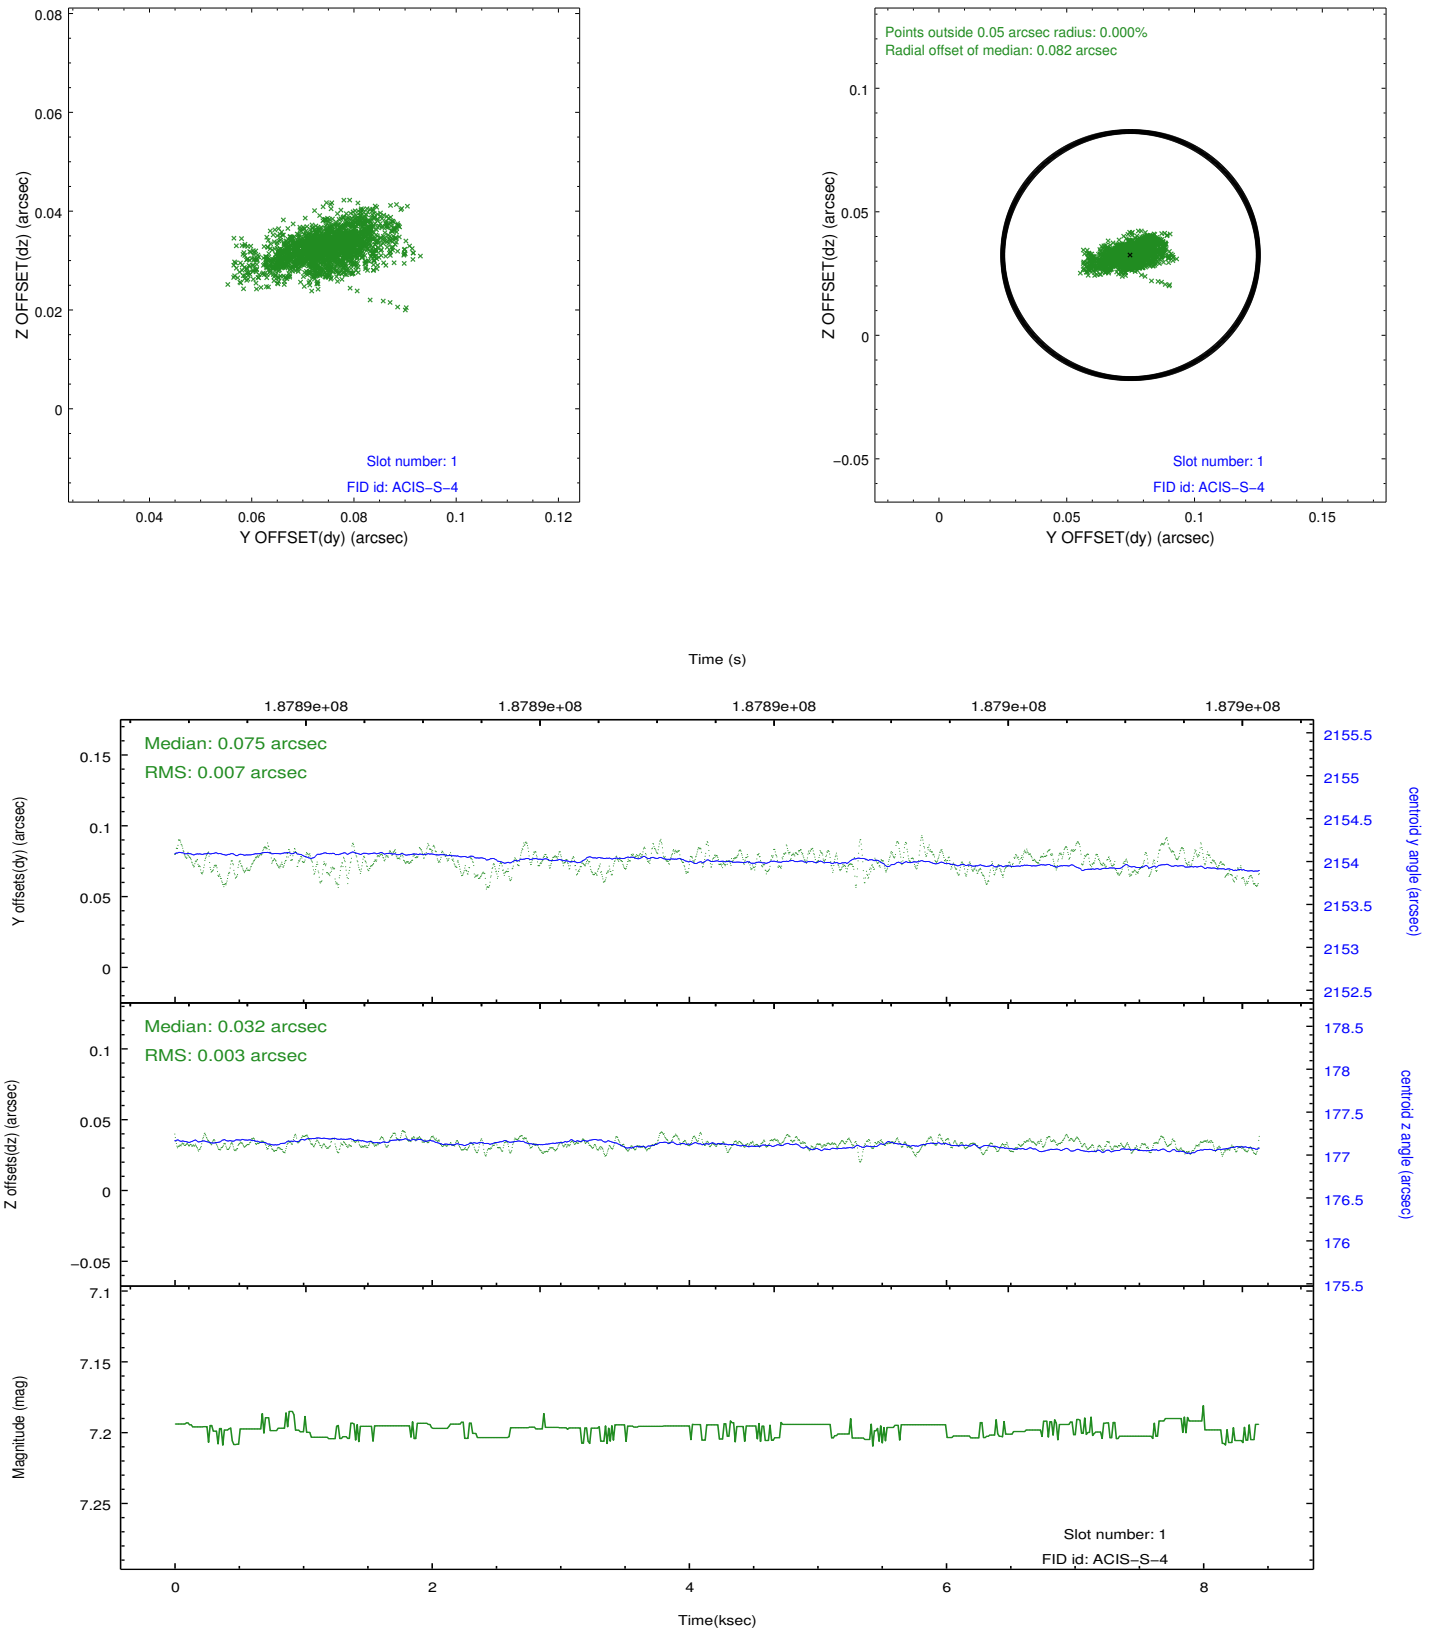 0.08
0.06
0.04
0.02
0
Z OFFSET(dz) (arcsec)
Slot number: 1
FID id: ACIS−S−4
0.04
0.06
0.08
0.1
0.12
Y OFFSET(dy) (arcsec)
Points outside 0.05 arcsec radius: 0.000%
Radial offset of median: 0.082 arcsec
0.1
0.05
0
−0.05
Z OFFSET(dz) (arcsec)
Slot number: 1
FID id: ACIS−S−4
0
0.05
0.1
0.15
Y OFFSET(dy) (arcsec)
Time (s)
1.8789e+08
1.8789e+08
1.8789e+08
1.879e+08
1.879e+08
Median: 0.075 arcsec
RMS: 0.007 arcsec
0.15
0.1
0.05
0
Y offsets(dy) (arcsec)
2155.5
2155
2154.5
2154
2153.5
2153
2152.5
centroid y angle (arcsec)
Median: 0.032 arcsec
RMS: 0.003 arcsec
0.1
0.05
0
−0.05
Z offsets(dz) (arcsec)
178.5
178
177.5
177
176.5
176
175.5
centroid z angle (arcsec)
7.1
7.15
7.2
7.25
Magnitude (mag)
Slot number: 1
FID id: ACIS−S−4
0
2
4
6
8
Time(ksec)